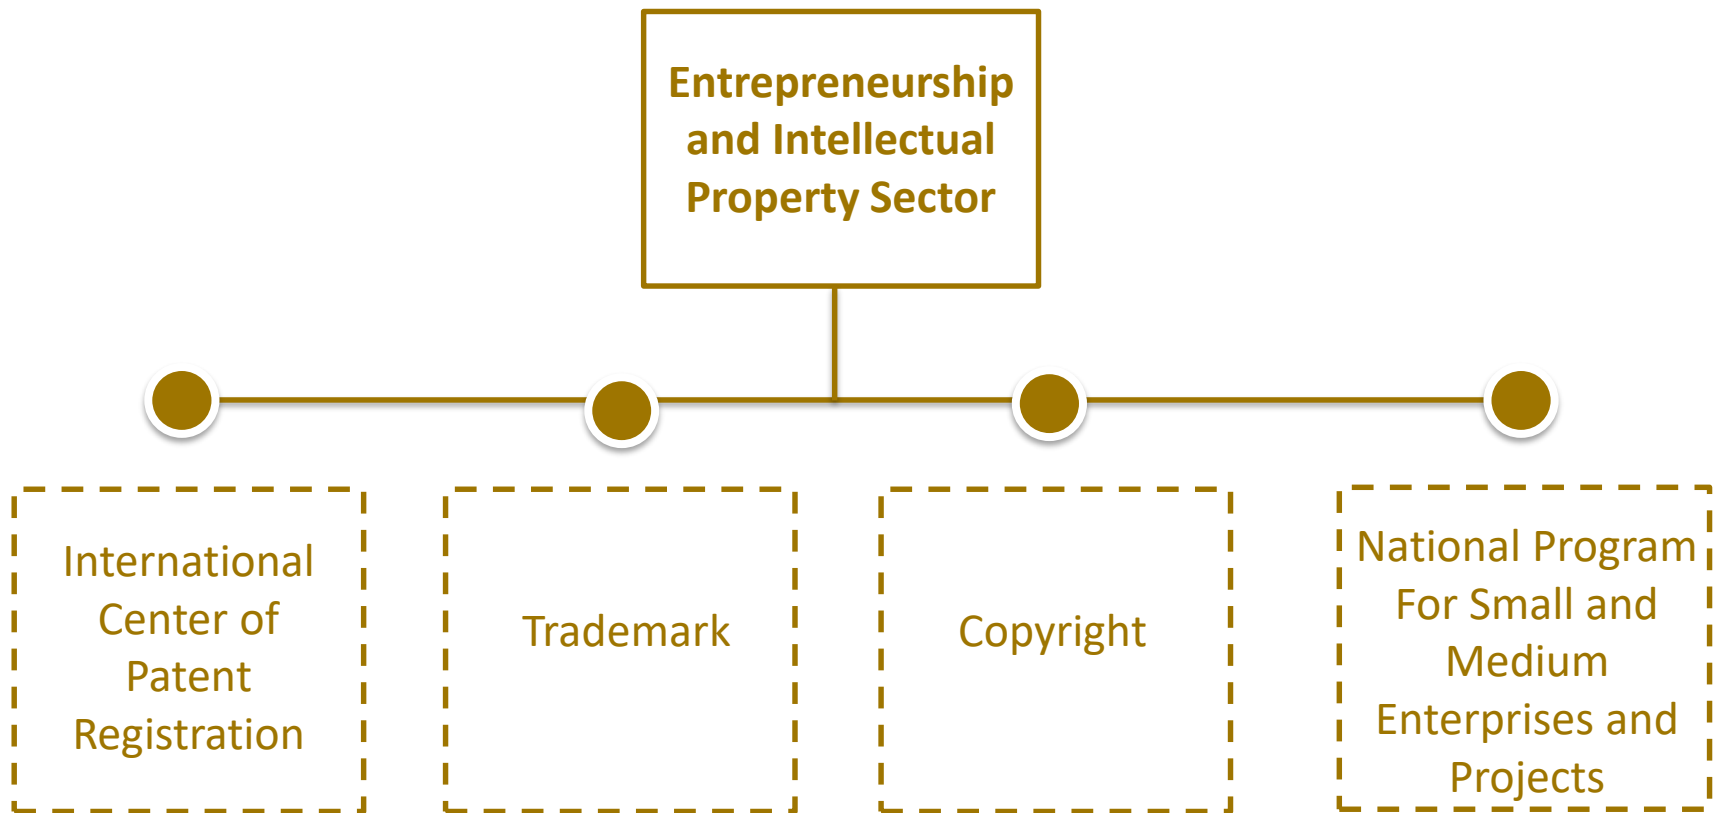 Entrepreneurship
and Intellectual
Property Sector
International
Center of
Patent
Registration
Trademark
Copyright
National Program
For Small and
Medium
Enterprises and
Projects